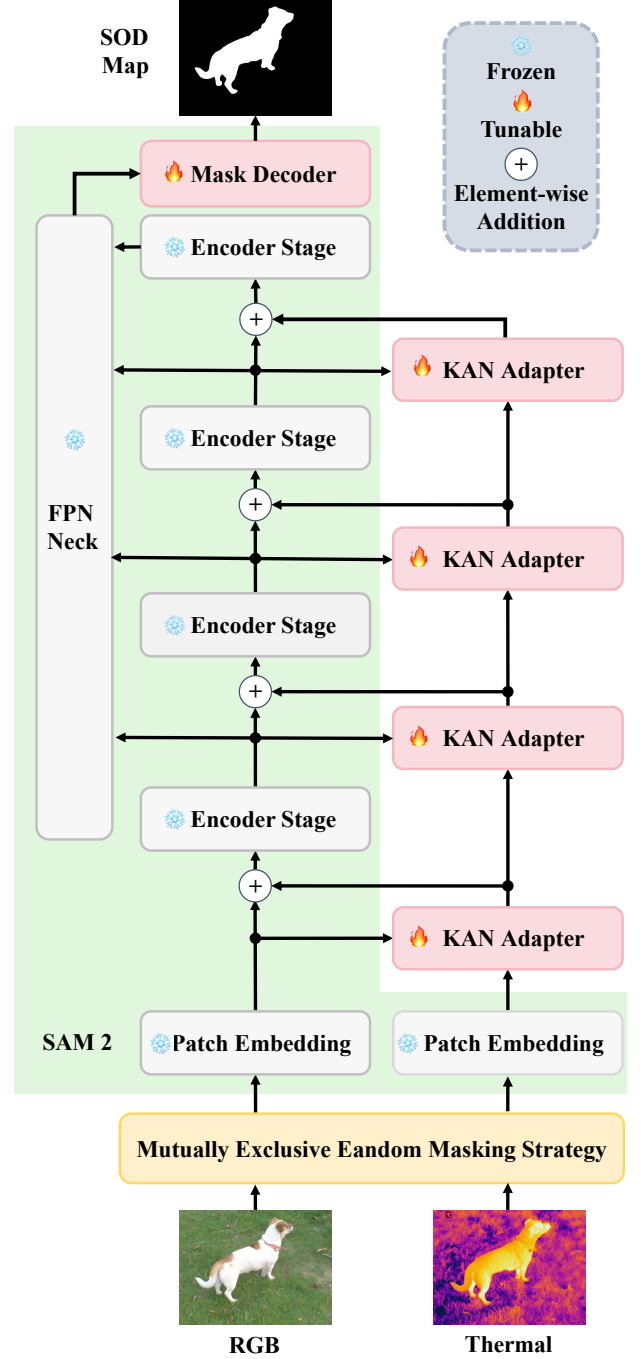 SOD
Map
Frozen
Tunable
+
Element-wise
Addition
Mask Decoder
Encoder Stage
+
KAN Adapter
Encoder Stage
FPN
Neck
+
KAN Adapter
Encoder Stage
+
KAN Adapter
Encoder Stage
+
KAN Adapter
SAM 2
Patch Embedding
Patch Embedding
Mutually Exclusive Eandom Masking Strategy
RGB
Thermal